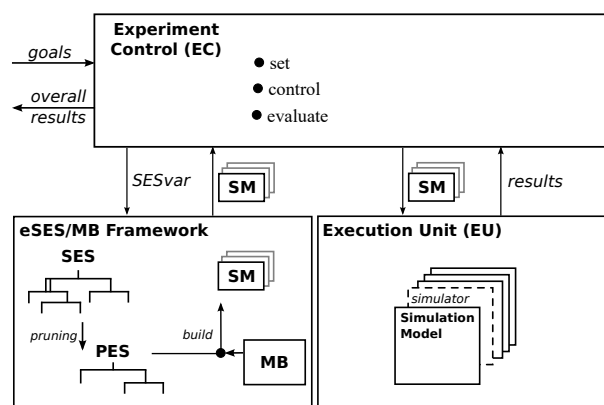 Experiment
Control (EC)
goals
overall
results
set
control
evaluate
SESvar
SM
SM
results
eSES/MB Framework
Execution Unit (EU)
SES
SM
pruning
PES
build
MB
simulator
Simulation
Model